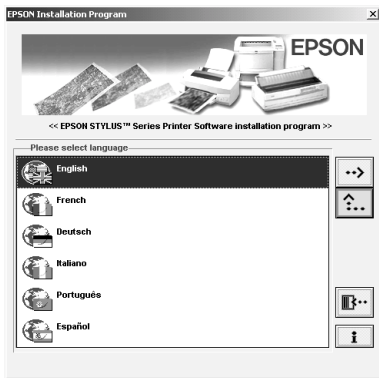 EPSON Installation Program
EPSON
<< EPSON STYLUS™ Series Printer Software installation program >>
Please select language
English
French
Deutsch
Italiano
Português
Español